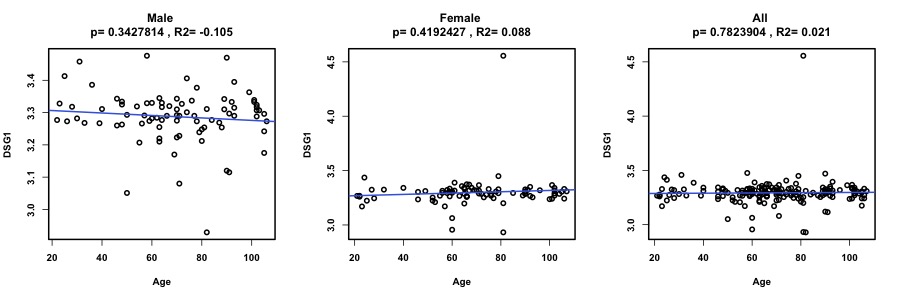 Male
p= 0.3427814 , R2= -0.105
3.4
3.3
3.2
3.1
3.0
DSG1
20 40 60 80 100
Age
Female
p= 0.4192427 , R2= 0.088
4.5
4.0
3.5
3.0
DSG1
20 40 60 80 100
Age
All
p= 0.7823904 , R2= 0.021
4.5
4.0
3.5
3.0
DSG1
20 40 60 80 100
Age